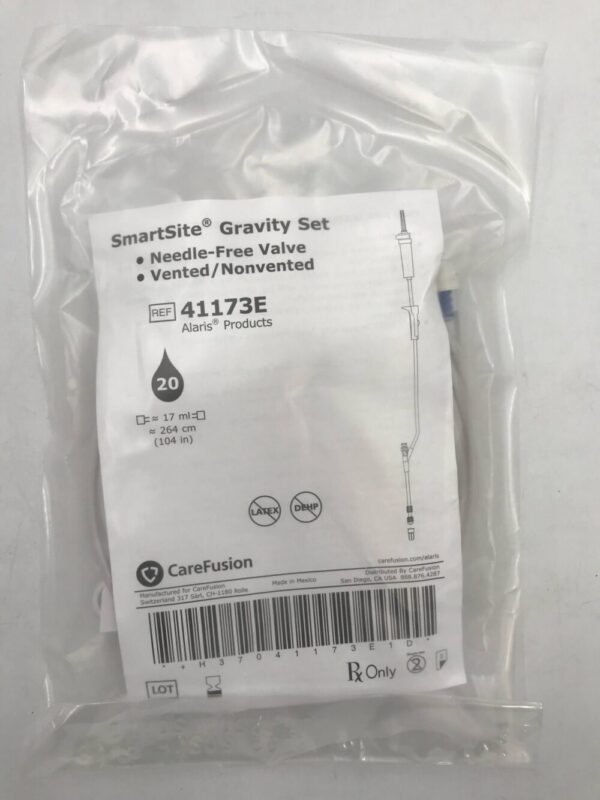 SmartSite® Gravity Set
• Needle-Free Valve
• Vented/Nonvented
REF 41173E
Alaris® Products
20
≈ 17 ml
≈ 264 cm
(104 in)
LATEX
DEHP
CareFusion
carefusion.com/alaris
Manufactured for CareFusion
Switzerland 317 Sàrl, CH-1180 Rolle
Made in Mexico
Distributed By CareFusion
San Diego, CA USA 888.876.4287
*+H37041173E1D*
Rx Only
2
LOT